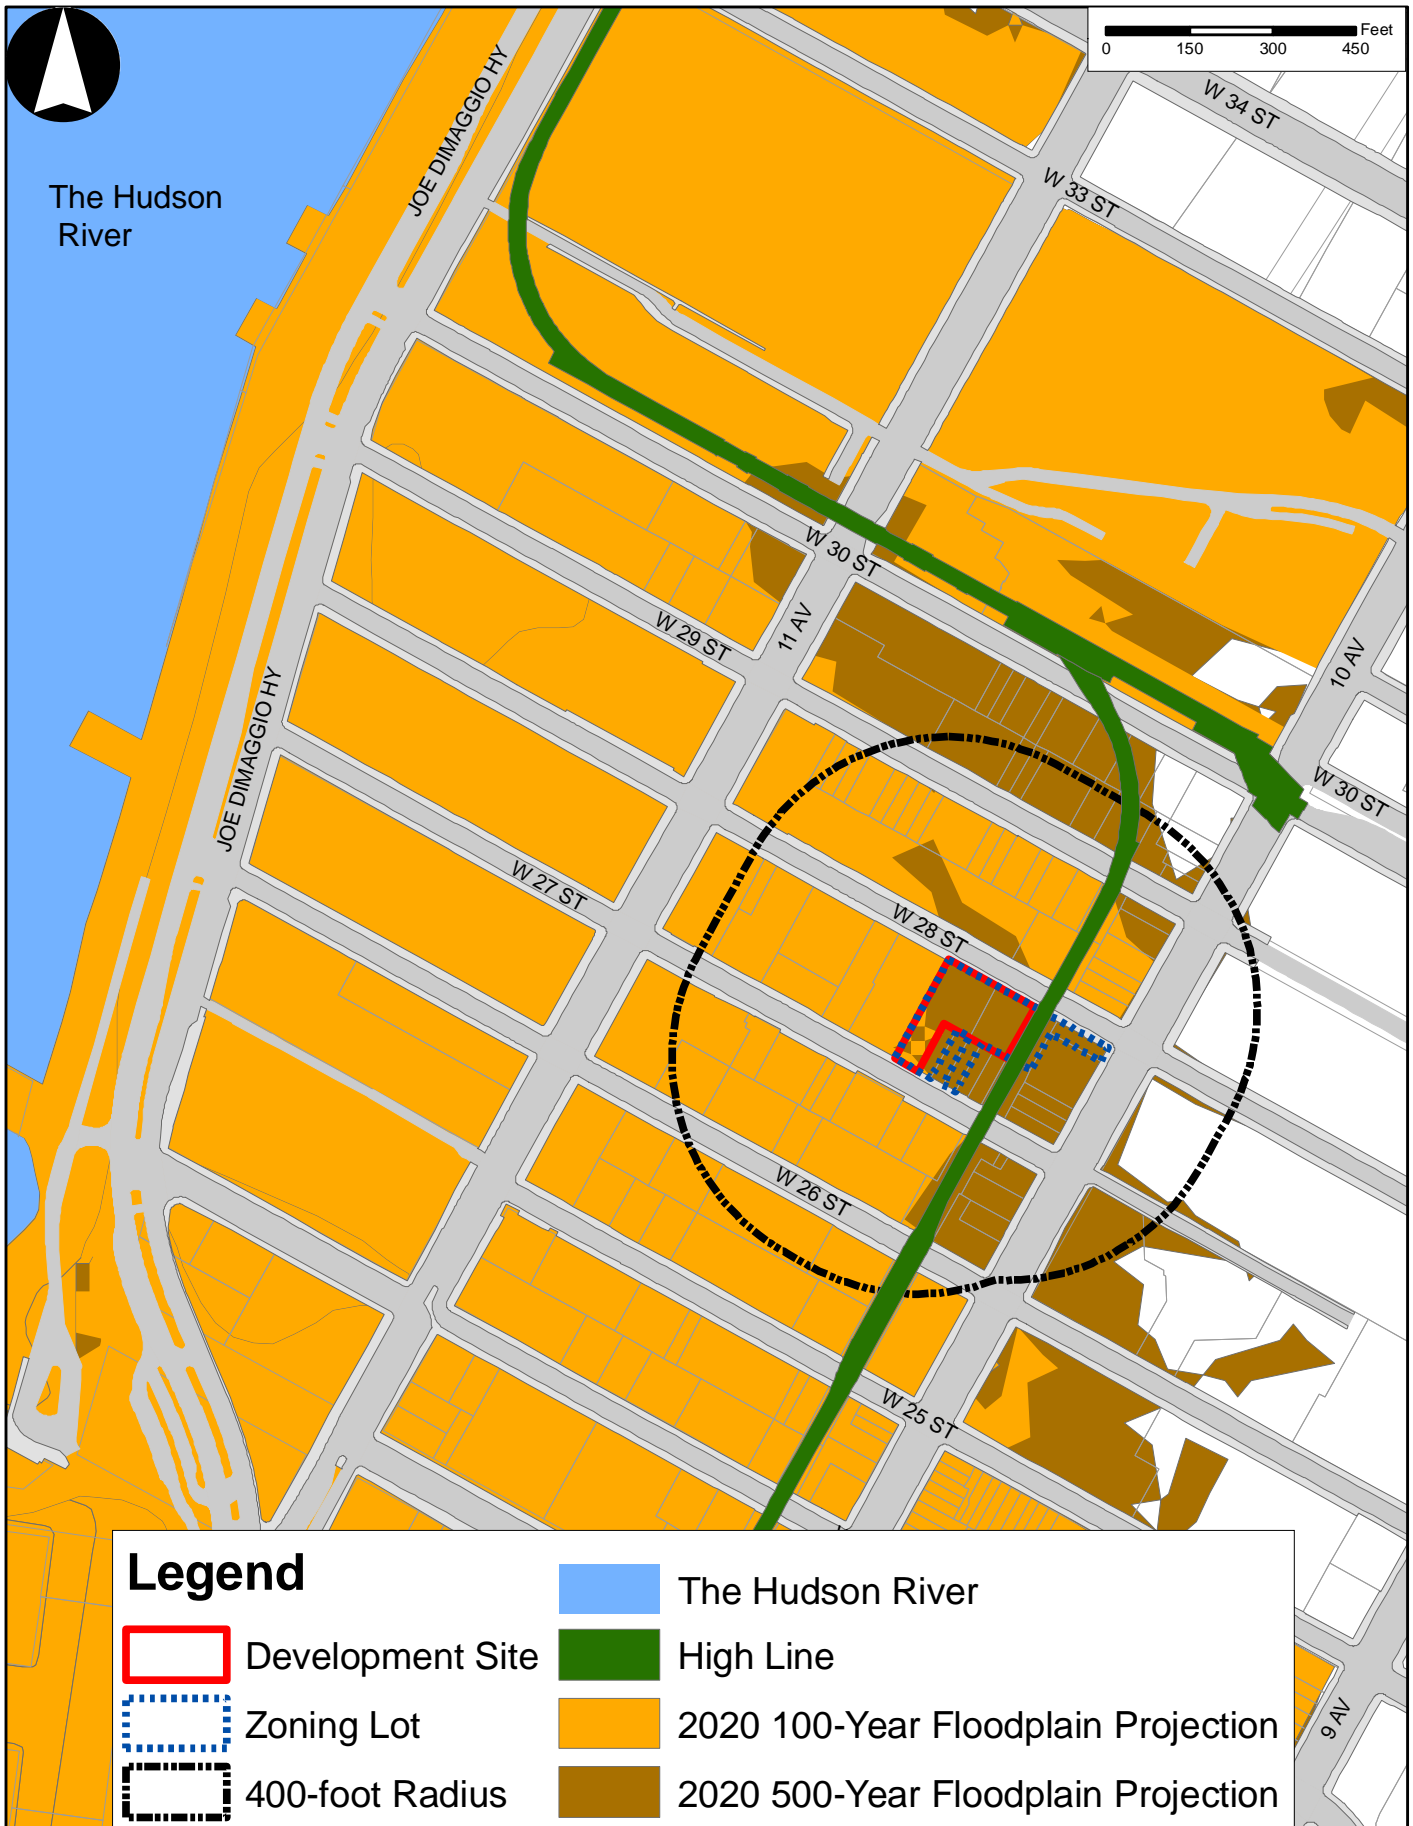 Feet
0 150 300 450
W 34 ST
JOE DIMAGGIO HY
W 33 ST
The Hudson
River
W 30 ST
W 29 ST
11 AV
10 AV
JOE DIMAGGIO HY
W 30 ST
W 27 ST
W 28 ST
W 26 ST
W 25 ST
Legend
The Hudson River
Development Site
High Line
Zoning Lot
2020 100-Year Floodplain Projection
400-foot Radius
2020 500-Year Floodplain Projection
9 AV